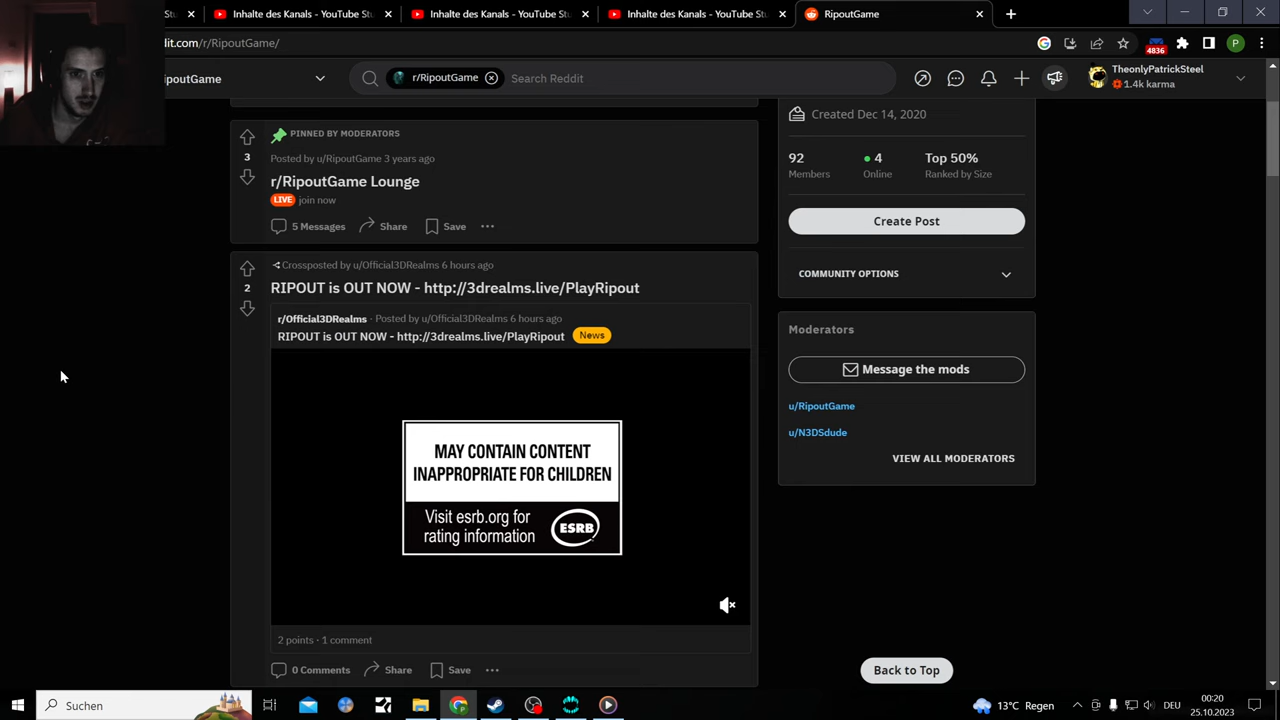 St
Inhalte des Kanals - YouTube Stu
Inhalte des Kanals - YouTube Stu
Inhalte des Kanals - YouTube Stu
RipoutGame
dit.com/r/RipoutGame/
4836
P
ipoutGame
r/RipoutGame
Search Reddit
TheonlyPatrickSteel
1.4k karma
PINNED BY MODERATORS
3
Posted by u/RipoutGame 3 years ago
r/RipoutGame Lounge
LIVE join now
5 Messages
Share
Save
Crossposted by u/Official3DRealms 6 hours ago
2
RIPOUT is OUT NOW - http://3drealms.live/PlayRipout
r/Official3DRealms · Posted by u/Official3DRealms 6 hours ago
RIPOUT is OUT NOW - http://3drealms.live/PlayRipout News
MAY CONTAIN CONTENT
INAPPROPRIATE FOR CHILDREN
Visit esrb.org for
rating information
ESRB
2 points · 1 comment
0 Comments
Share
Save
Created Dec 14, 2020
92
4
Top 50%
Members
Online
Ranked by Size
Create Post
COMMUNITY OPTIONS
Moderators
Message the mods
u/RipoutGame
u/N3DSdude
VIEW ALL MODERATORS
Back to Top
Suchen
13°C Regen
DEU
00:20
25.10.2023